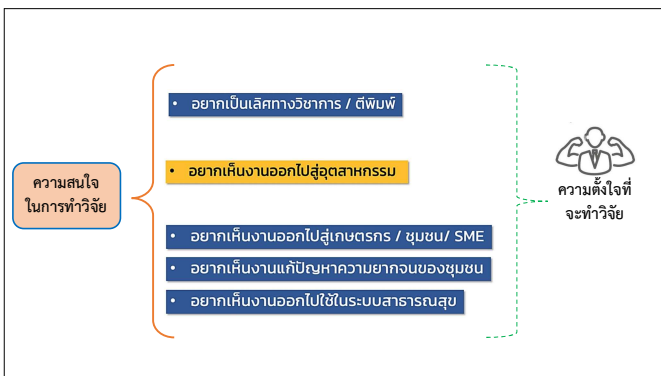 ความสนใจ
ในการทำวิจัย
• อยากเป็นเลิศทางวิชาการ / ตีพิมพ์
• อยากเห็นงานออกไปสู่อุตสาหกรรม
• อยากเห็นงานออกไปสู่เกษตรกร / ชุมชน/ SME
• อยากเห็นงานแก้ปัญหาความยากจนของชุมชน
• อยากเห็นงานออกไปใช้ในระบบสาธารณสุข
ความตั้งใจที่
จะทำวิจัย